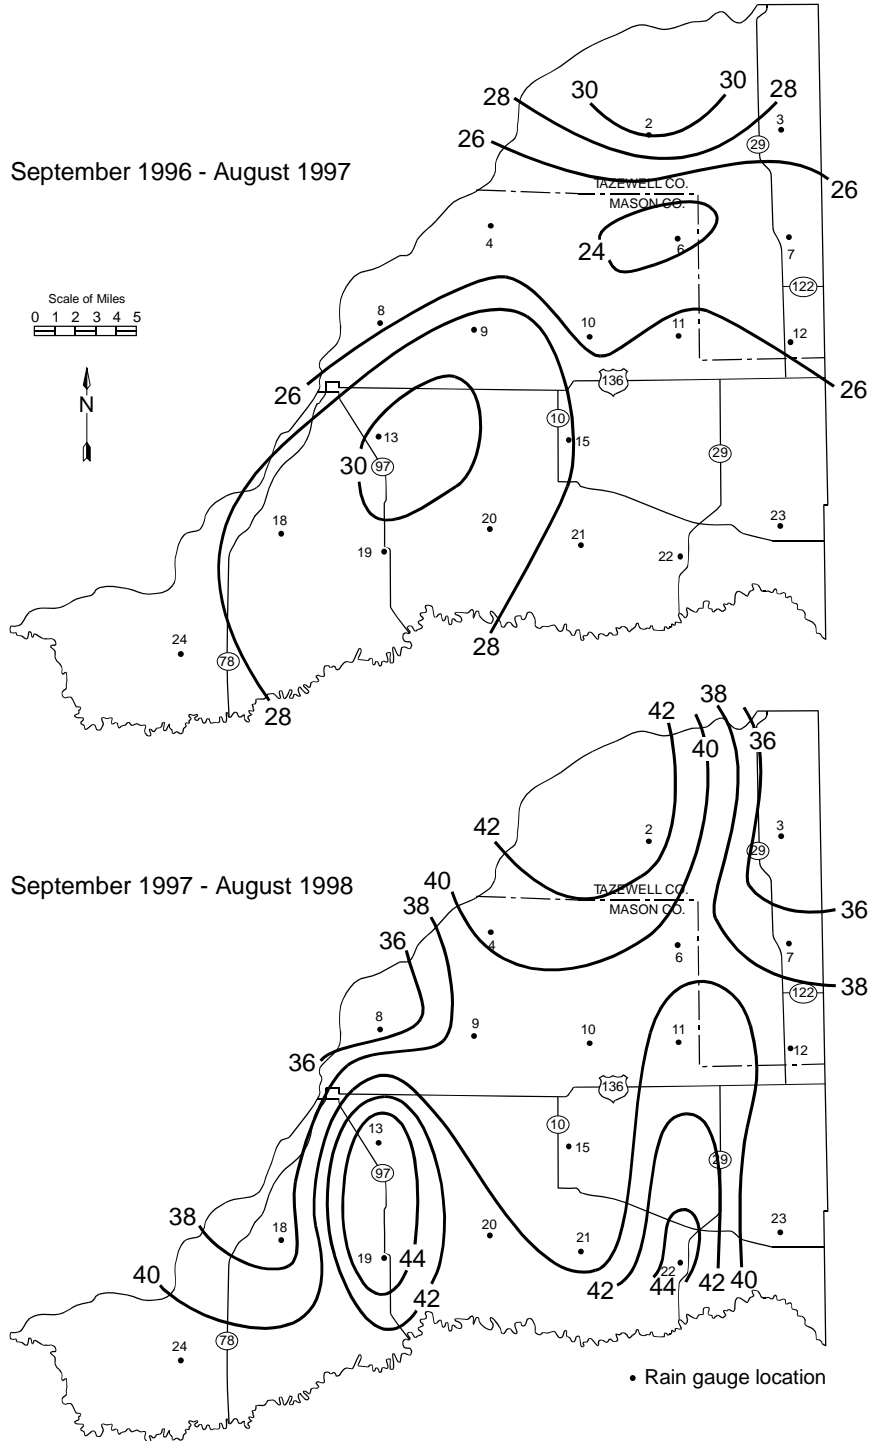 30 30
28 28
2 3
29
26
September 1996 - August 1997
TAZEWELL CO.
26
MASON CO.
4 24 6 7
122
Scale of Miles
0 1 2 3 4 5
8 9 10 11 12
136
26 26
N
10
13 15
30 97 29
18 20 23
19 21 22
24
28
78
28
38
42
40 36
42 2 3
29
September 1997 - August 1998
40 TAZEWELL CO.
38 MASON CO. 36
36 4 6 7
38
122
8 9 10 11 12
36
136
10
13 15
97 29
38 18 20 23
19 44 21 22
40 42 44 42 40
42
78
24
• Rain gauge location